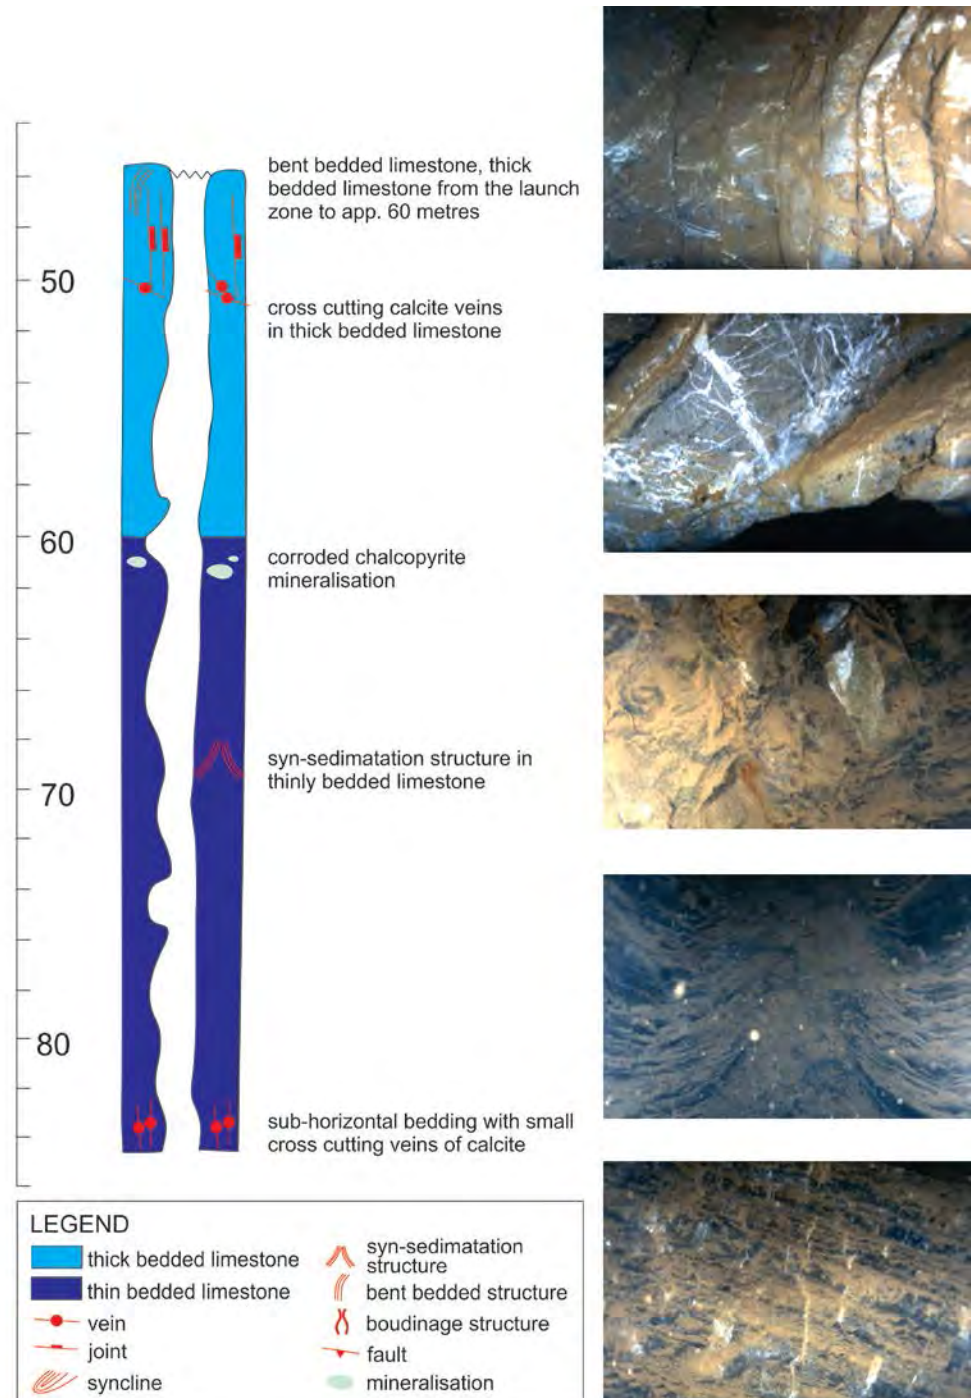 bent bedded limestone, thick
bedded limestone from the launch
zone to app. 60 metres
50
cross cutting calcite veins
in thick bedded limestone
60
corroded chalcopyrite
mineralisation
syn-sedimatation structure in
thinly bedded limestone
70
80
sub-horizontal bedding with small
cross cutting veins of calcite
LEGEND
thick bedded limestone
thin bedded limestone
vein
joint
syncline
syn-sedimatation
structure
bent bedded structure
boudinage structure
fault
mineralisation